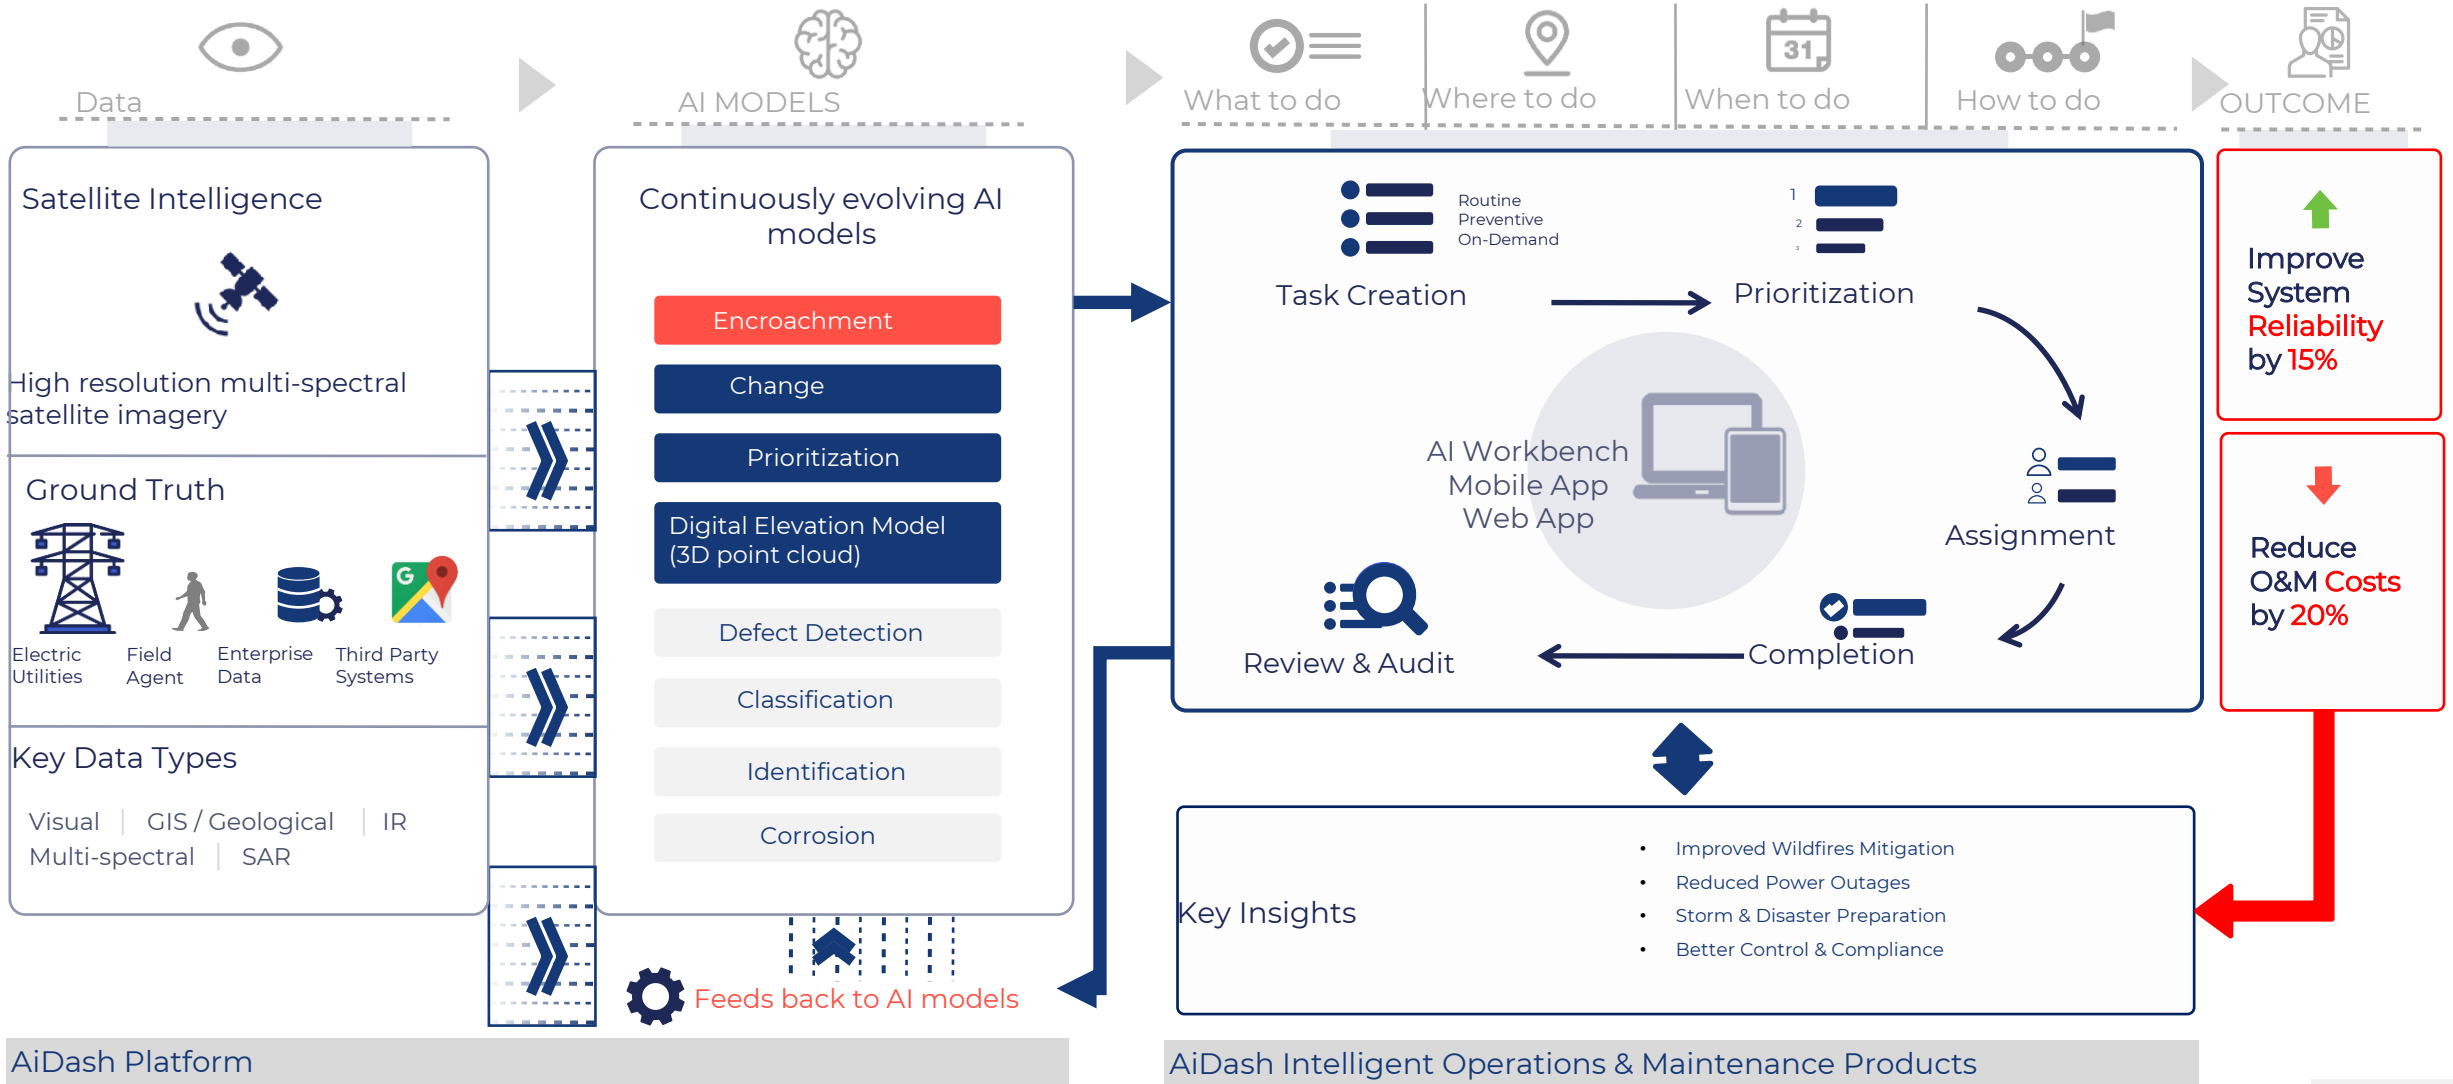 Data
AI MODELS
What to do
Where to do
31
When to do
How to do
OUTCOME
Satellite Intelligence
High resolution multi-spectral
satellite imagery
Ground Truth
G
Electric
Utilities
Field
Agent
Enterprise
Data
Third Party
Systems
Key Data Types
Visual
GIS / Geological
IR
Multi-spectral
SAR
Continuously evolving AI
models
Encroachment
Change
Prioritization
Digital Elevation Model
(3D point cloud)
Defect Detection
Classification
Identification
Corrosion
Feeds back to AI models
Routine
Preventive
On-Demand
Task Creation
1
2
3
Prioritization
Assignment
Completion
Review & Audit
AI Workbench
Mobile App
Web App
Key Insights
• Improved Wildfires Mitigation
• Reduced Power Outages
• Storm & Disaster Preparation
• Better Control & Compliance
Improve
System
Reliability
by 15%
Reduce
O&M Costs
by 20%
AiDash Platform
AiDash Intelligent Operations & Maintenance Products